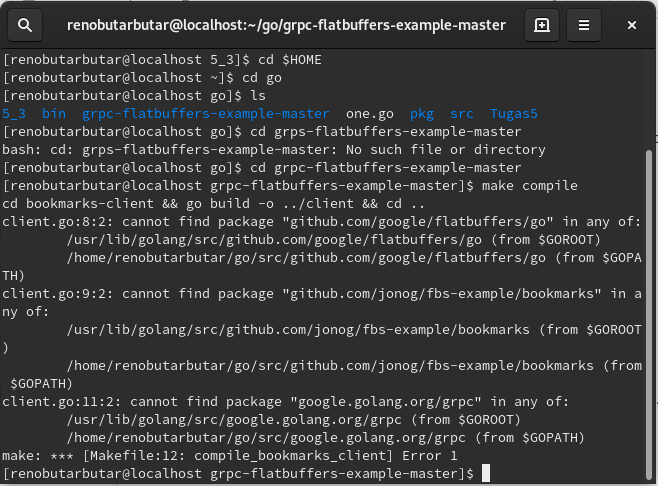 renobutarbutar@localhost:~/go/grpc-flatbuffers-example-master
[renobutarbutar@localhost 5_3]$ cd $HOME
[renobutarbutar@localhost ~]$ cd go
[renobutarbutar@localhost go]$ ls
5_3  bin  grpc-flatbuffers-example-master  one.go  pkg  src  Tugas5
[renobutarbutar@localhost go]$ cd grps-flatbuffers-example-master
bash: cd: grps-flatbuffers-example-master: No such file or directory
[renobutarbutar@localhost go]$ cd grpc-flatbuffers-example-master
[renobutarbutar@localhost grpc-flatbuffers-example-master]$ make compile
cd bookmarks-client && go build -o ../client && cd ..
client.go:8:2: cannot find package "github.com/google/flatbuffers/go" in any of:
        /usr/lib/golang/src/github.com/google/flatbuffers/go (from $GOROOT)
        /home/renobutarbutar/go/src/github.com/google/flatbuffers/go (from $GOPA
TH)
client.go:9:2: cannot find package "github.com/jonog/fbs-example/bookmarks" in a
ny of:
        /usr/lib/golang/src/github.com/jonog/fbs-example/bookmarks (from $GOROOT
)
        /home/renobutarbutar/go/src/github.com/jonog/fbs-example/bookmarks (from
 $GOPATH)
client.go:11:2: cannot find package "google.golang.org/grpc" in any of:
        /usr/lib/golang/src/google.golang.org/grpc (from $GOROOT)
        /home/renobutarbutar/go/src/google.golang.org/grpc (from $GOPATH)
make: *** [Makefile:12: compile_bookmarks_client] Error 1
[renobutarbutar@localhost grpc-flatbuffers-example-master]$